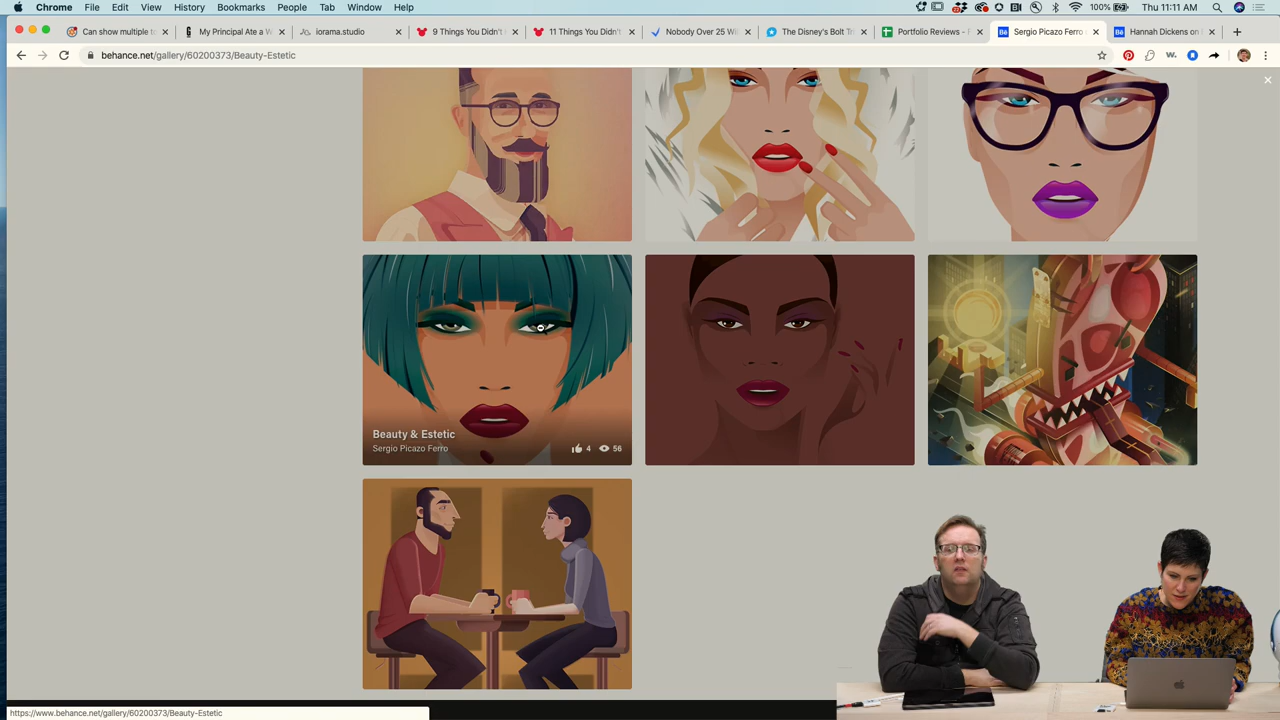 Chrome File Edit View History Bookmarks People Tab Window Help
100% Thu 11:11 AM
Can show multiple t
My Principal Ate a V
iorama.studio
9 Things You Didn't
11 Things You Didn'
Nobody Over 25 Wi
The Disney's Bolt Tr
Portfolio Reviews -
Sergio Picazo Ferro
Hannah Dickens on
behance.net/gallery/60200373/Beauty-Estetic
Beauty & Estetic
Sergio Picazo Ferro 4 56
https://www.behance.net/gallery/60200373/Beauty-Estetic